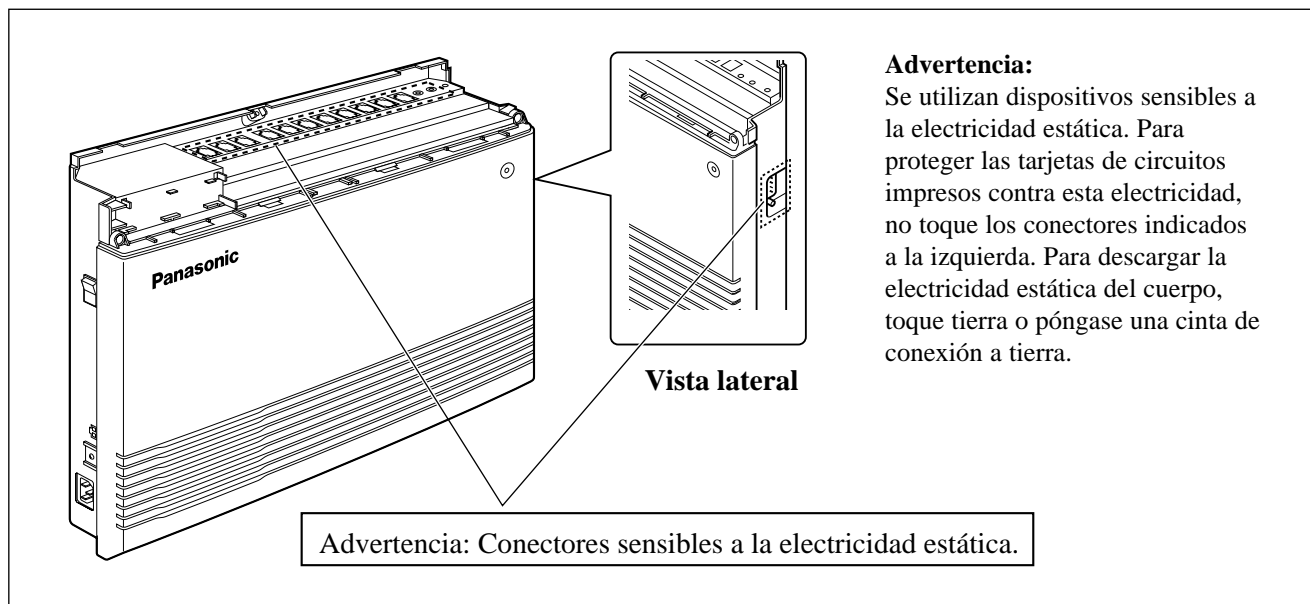 Panasonic
Vista lateral
Advertencia:
Se utilizan dispositivos sensibles a
la electricidad estática. Para
proteger las tarjetas de circuitos
impresos contra esta electricidad,
no toque los conectores indicados
a la izquierda. Para descargar la
electricidad estática del cuerpo,
toque tierra o póngase una cinta de
conexión a tierra.
Advertencia: Conectores sensibles a la electricidad estática.